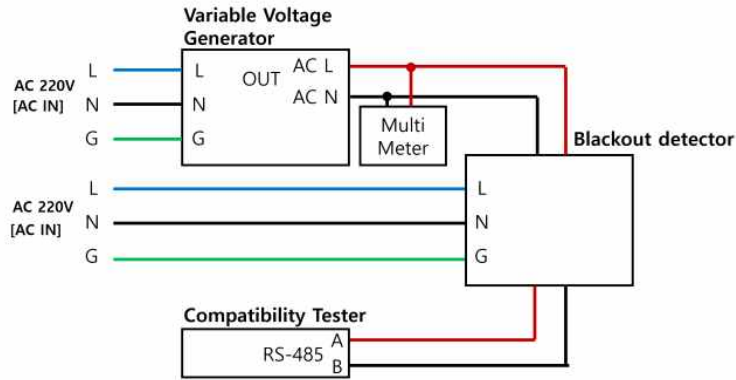 Variable Voltage
Generator
AC 220V
[AC IN]
L
N
G
L
N
G
OUT
AC L
AC N
Multi
Meter
Blackout detector
AC 220V
[AC IN]
L
N
G
L
N
G
Compatibility Tester
RS-485
A
B